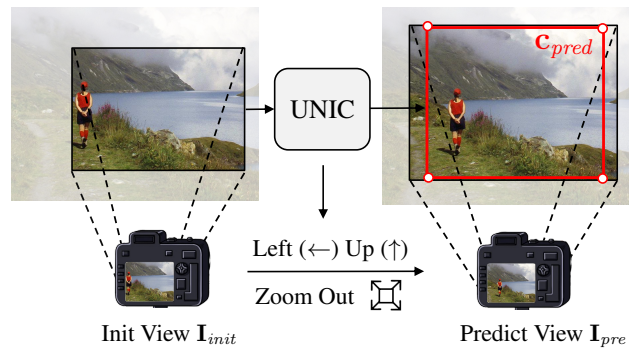 c_pred
UNIC
Left (←) Up (↑)
Zoom Out
Init View I_init
Predict View I_pre